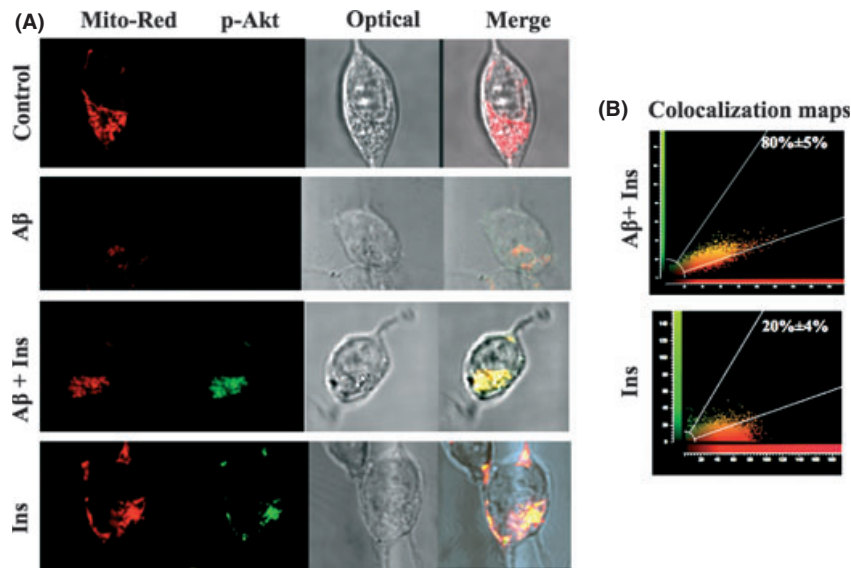 (A)
Mito-Red p-Akt Optical Merge
Control
Aβ
Aβ + Ins
Ins
(B) Colocalization maps
Aβ+ Ins
80%±5%
Ins
20%±4%